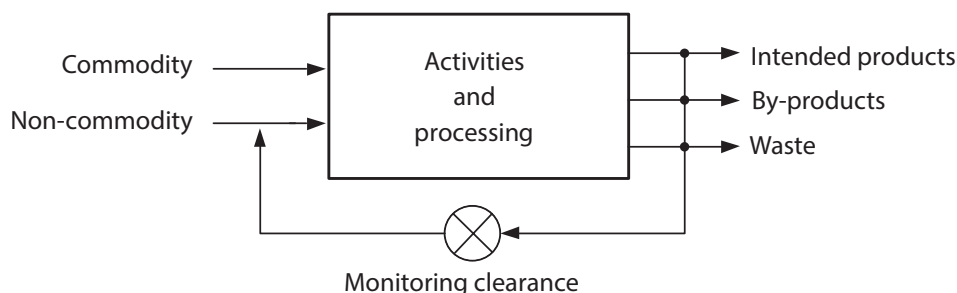 Commodity
Non-commodity
Activities
and
processing
Intended products
By-products
Waste
Monitoring clearance